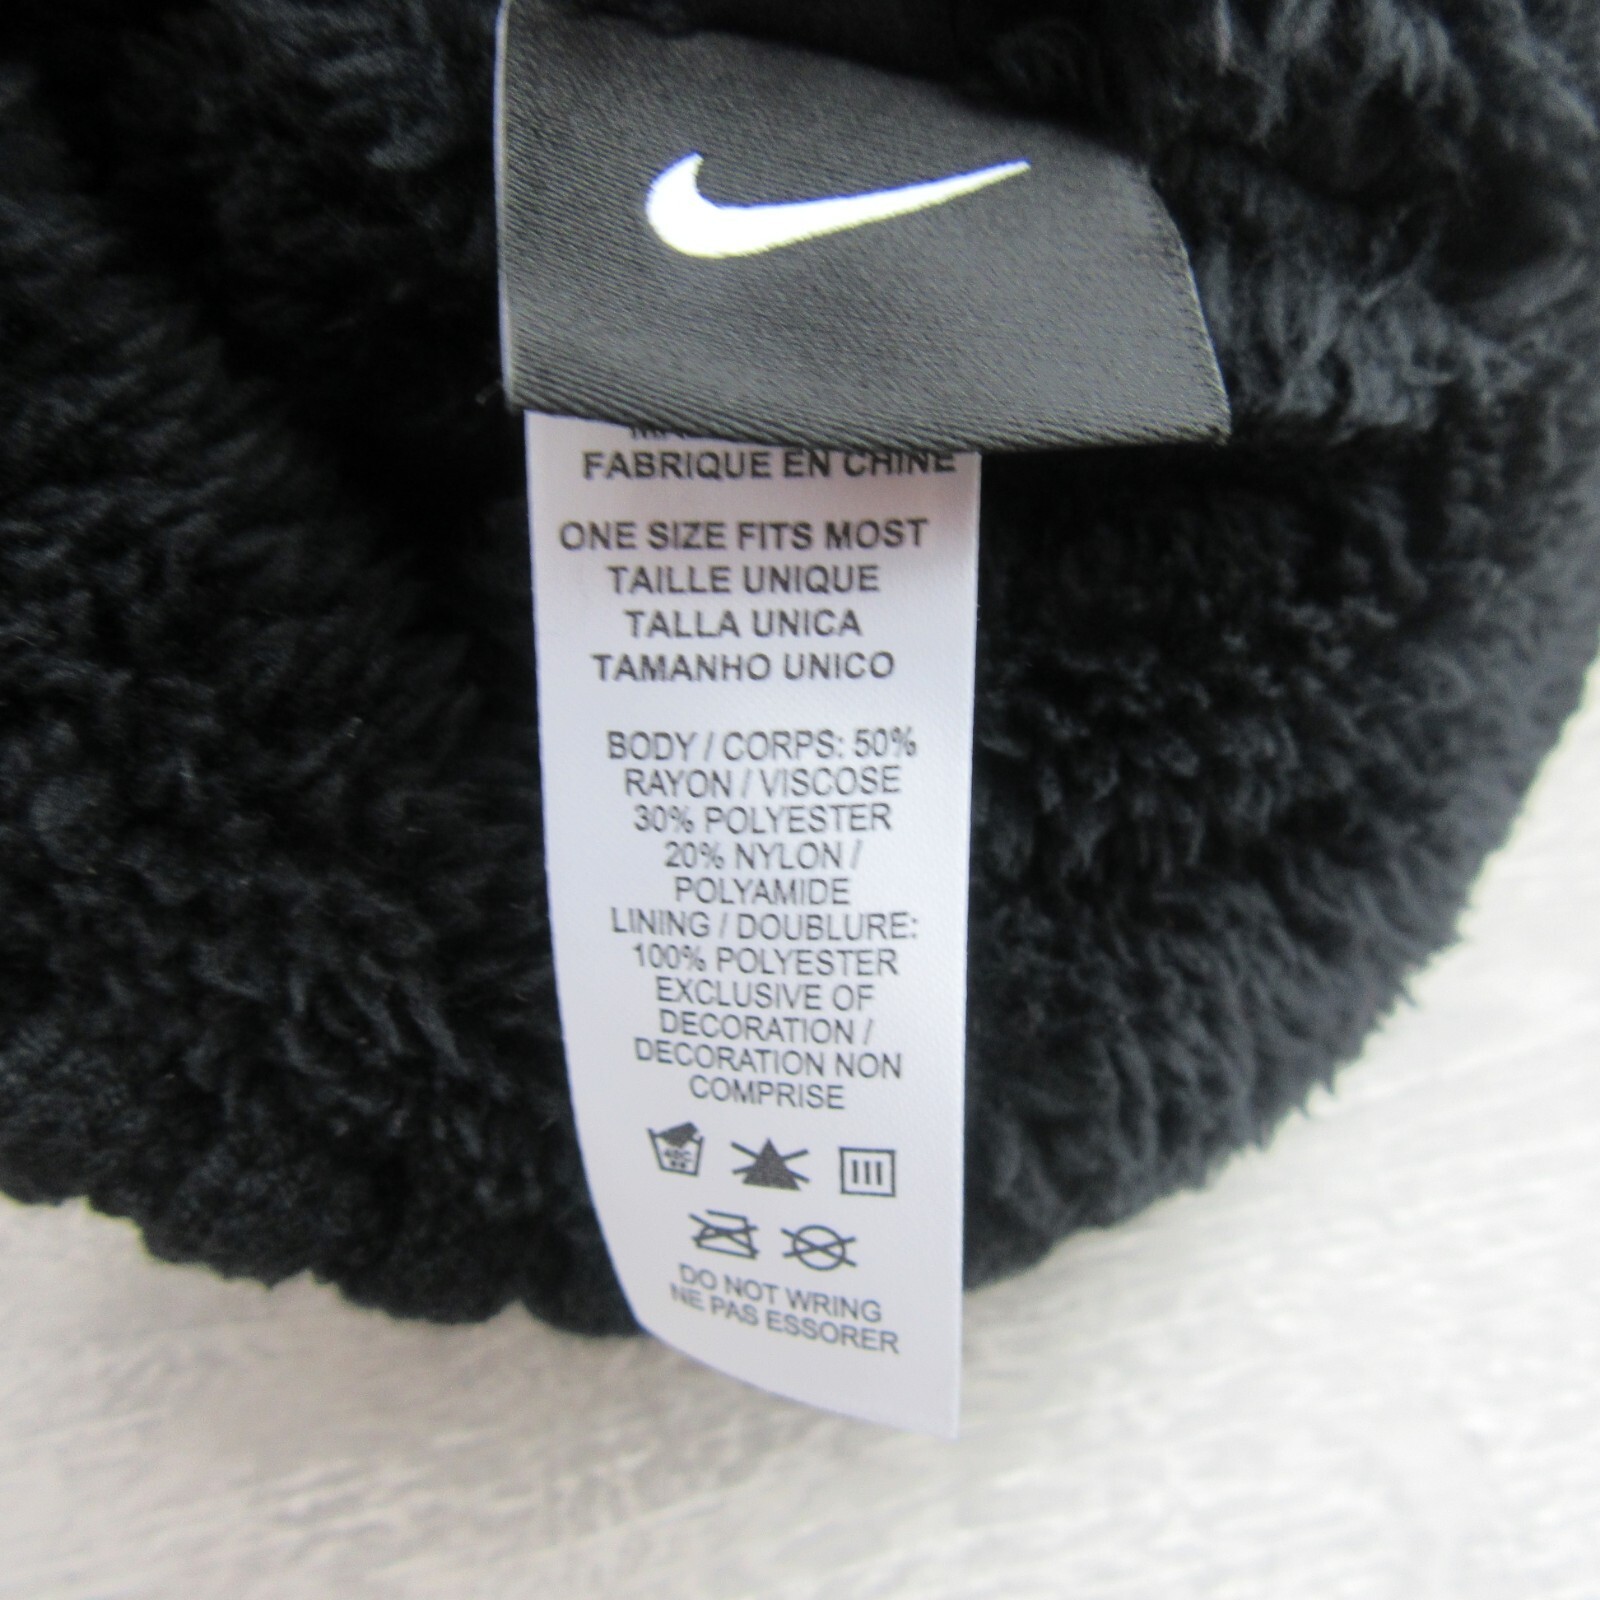 FABRIQUE EN CHINE
ONE SIZE FITS MOST
TAILLE UNIQUE
TALLA UNICA
TAMANHO UNICO
BODY / CORPS: 50%
RAYON / VISCOSE
30% POLYESTER
20% NYLON /
POLYAMIDE
LINING / DOUBLURE:
100% POLYESTER
EXCLUSIVE OF
DECORATION /
DECORATION NON
COMPRISE
40C
DO NOT WRING
NE PAS ESSORER